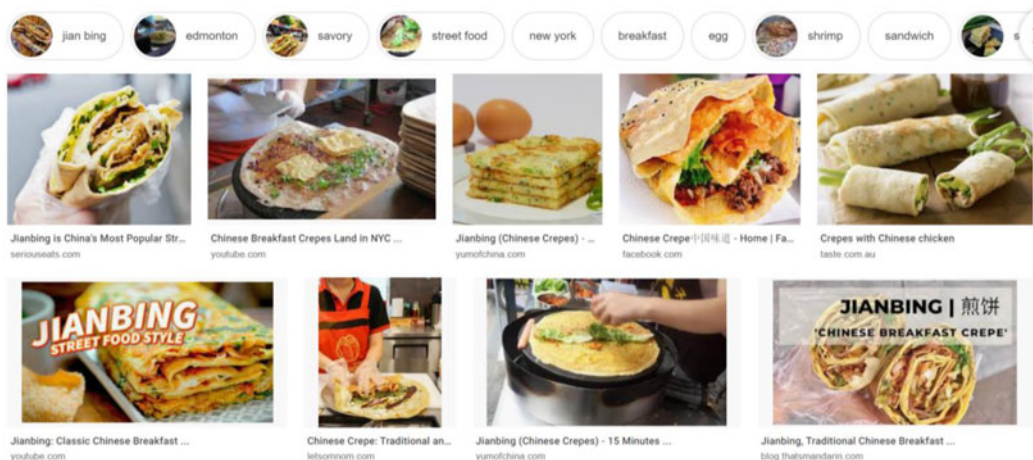 jian bing
edmonton
savory
street food
new york
breakfast
egg
shrimp
sandwich
s
Jianbing is China's Most Popular Str...
seriouseats.com
Chinese Breakfast Crepes Land in NYC ...
youtube.com
Jianbing (Chinese Crepes) - ...
yumofchina.com
Chinese Crepe中国味道 - Home | Fa...
facebook.com
Crepes with Chinese chicken
taste.com.au
JIANBING
STREET FOOD STYLE
JIANBING | 煎饼
'CHINESE BREAKFAST CREPE'
Jianbing: Classic Chinese Breakfast ...
youtube.com
Chinese Crepe: Traditional an...
letsomnom.com
Jianbing (Chinese Crepes) - 15 Minutes ...
yumofchina.com
Jianbing, Traditional Chinese Breakfast ...
blog.thatsmandarin.com